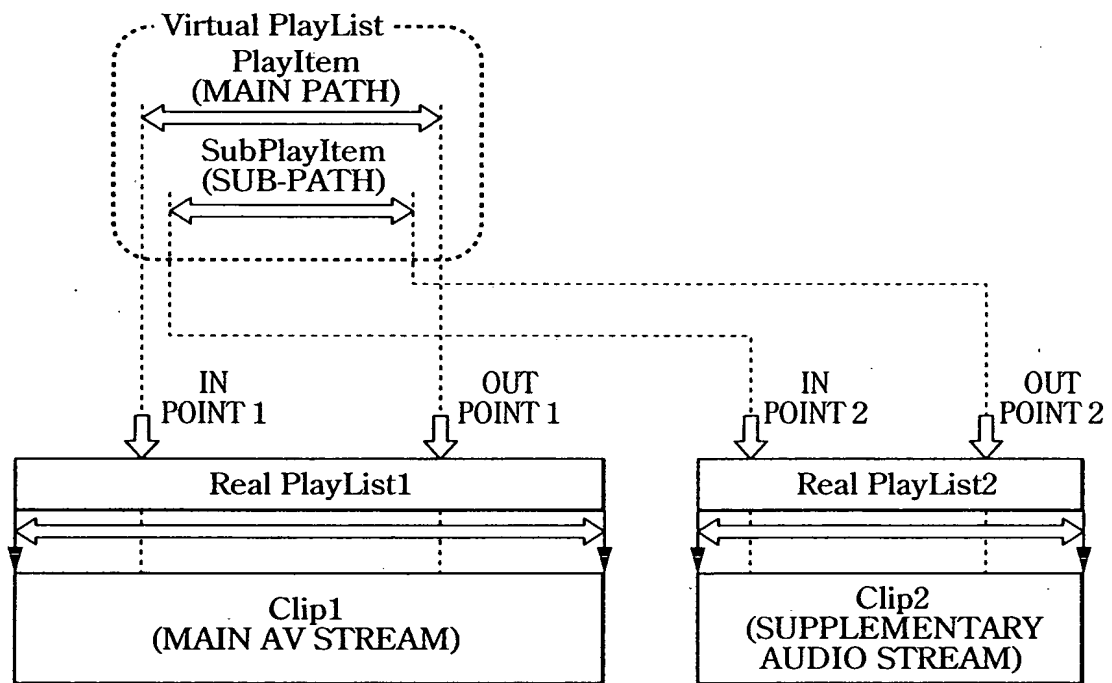 Virtual PlayList
PlayItem
(MAIN PATH)
SubPlayItem
(SUB-PATH)
IN
POINT 1
OUT
POINT 1
IN
POINT 2
OUT
POINT 2
Real PlayList1
Real PlayList2
Clip1
(MAIN AV STREAM)
Clip2
(SUPPLEMENTARY
AUDIO STREAM)